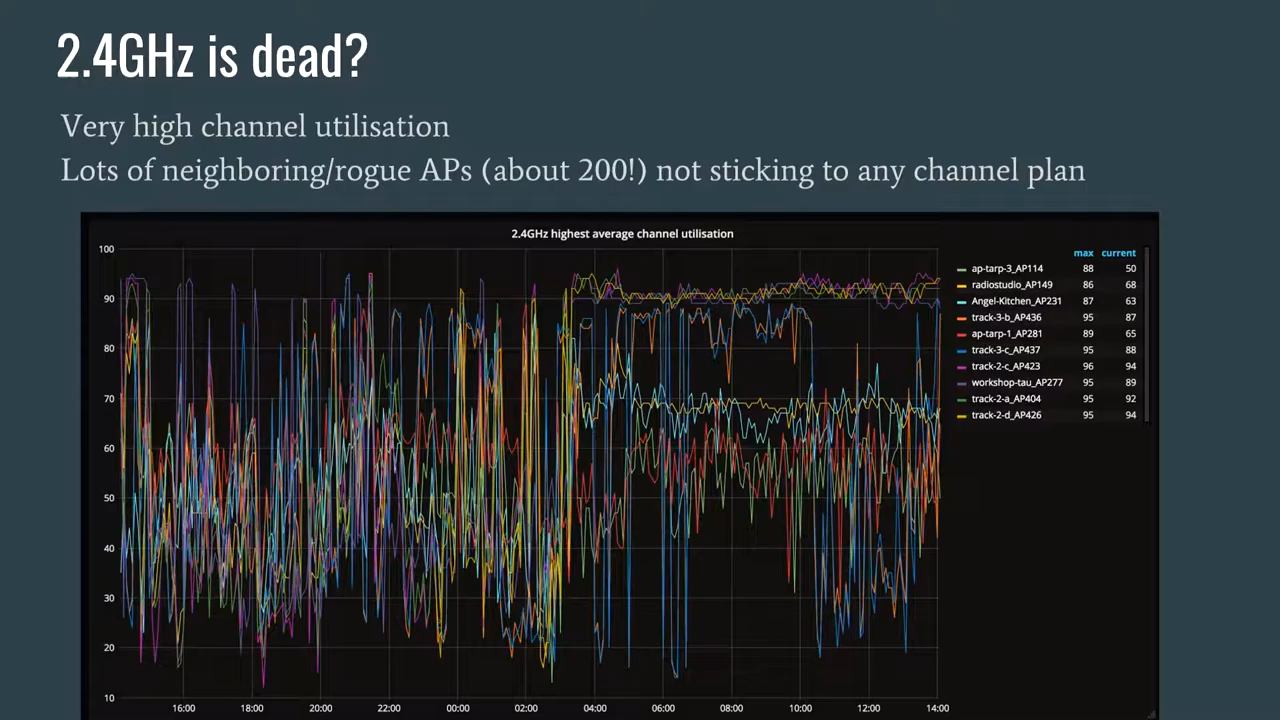 2.4GHz is dead?
Very high channel utilisation
Lots of neighboring/rogue APs (about 200!) not sticking to any channel plan
2.4GHz highest average channel utilisation
100
90
80
70
60
50
40
30
20
10
16:00 18:00 20:00 22:00 00:00 02:00 04:00 06:00 08:00 10:00 12:00 14:00
max current
ap-tarp-3_AP114 88 50
radiostudio_AP149 86 68
Angel-Kitchen_AP231 87 63
track-3-b_AP436 95 87
ap-tarp-1_AP281 89 65
track-3-c_AP437 95 88
track-2-c_AP423 96 94
workshop-tau_AP277 95 89
track-2-a_AP404 95 92
track-2-d_AP426 95 94